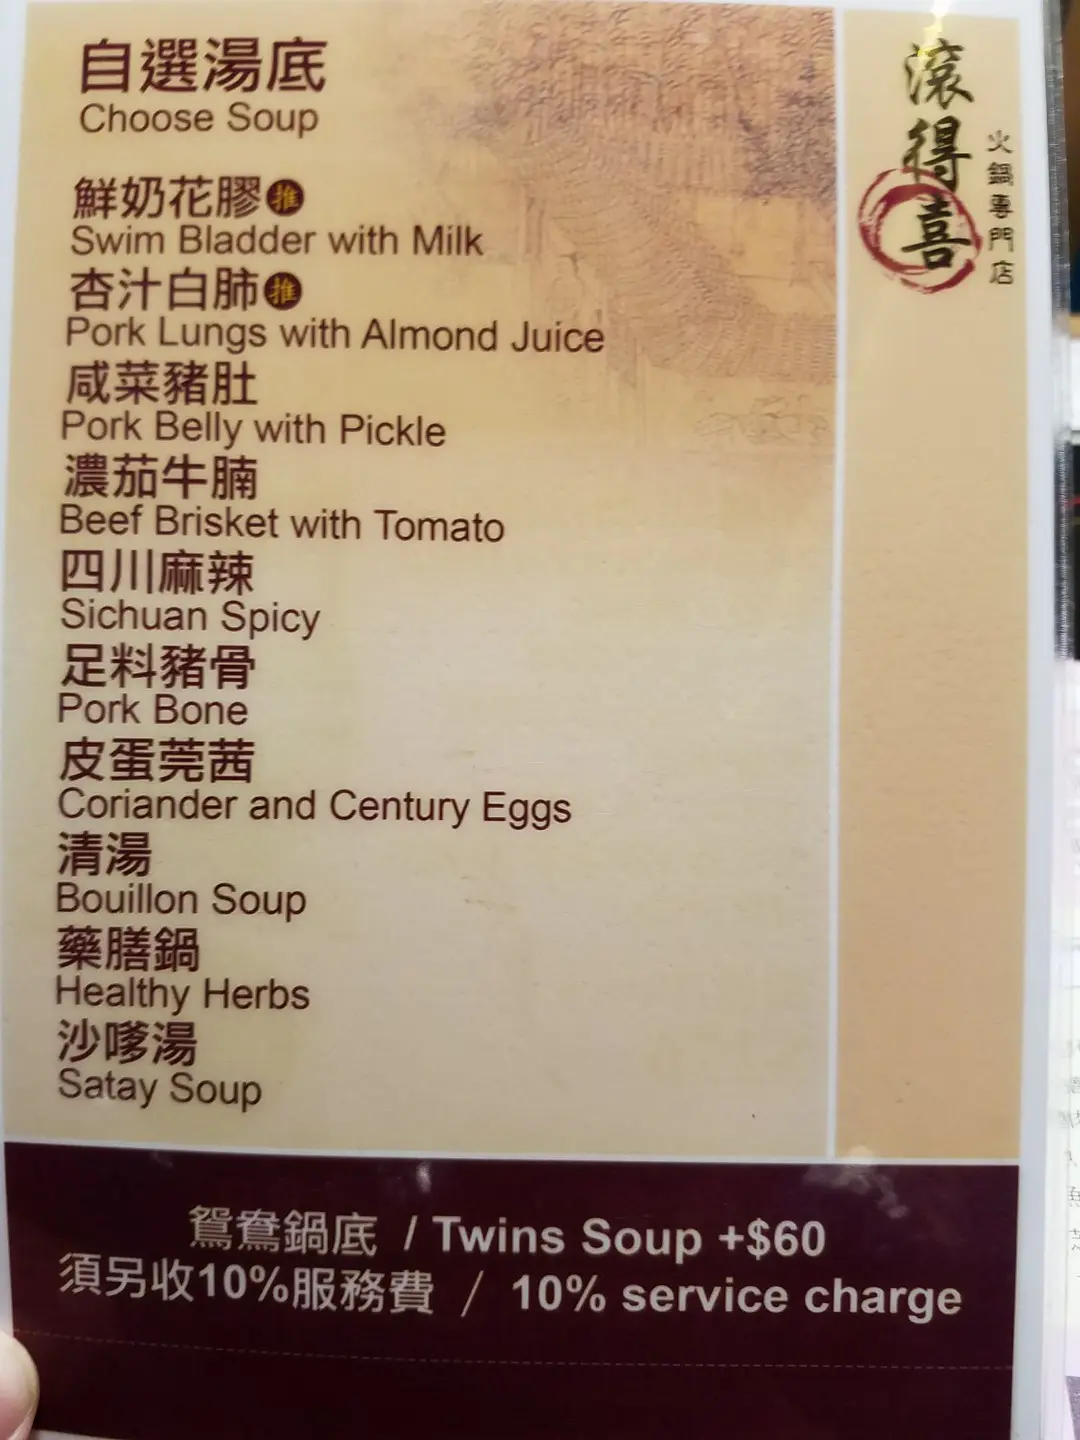 自選湯底
Choose Soup
鮮奶花膠 推
Swim Bladder with Milk
杏汁白肺 推
Pork Lungs with Almond Juice
咸菜豬肚
Pork Belly with Pickle
濃茄牛腩
Beef Brisket with Tomato
四川麻辣
Sichuan Spicy
足料豬骨
Pork Bone
皮蛋莞茜
Coriander and Century Eggs
清湯
Bouillon Soup
藥膳鍋
Healthy Herbs
沙嗲湯
Satay Soup
滾得喜
火鍋專門店
鴛鴦鍋底 / Twins Soup +$60
須另收10%服務費 / 10% service charge